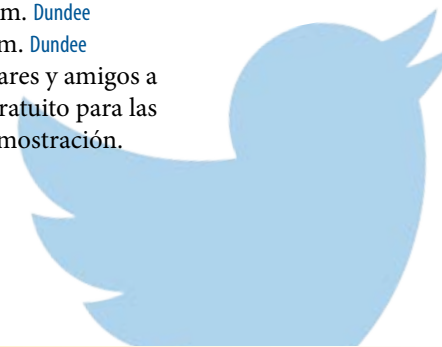 m. Dundee
m. Dundee
ares y amigos a
ratuito para las
mostración.